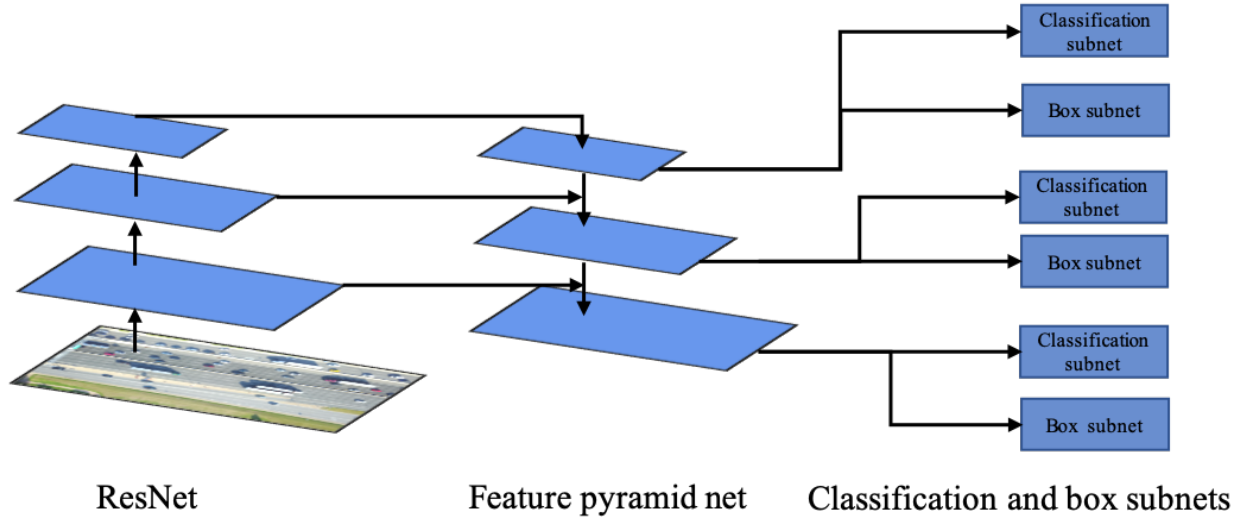 Classification
subnet
Box subnet
Classification
subnet
Box subnet
Classification
subnet
Box subnet
ResNet
Feature pyramid net
Classification and box subnets